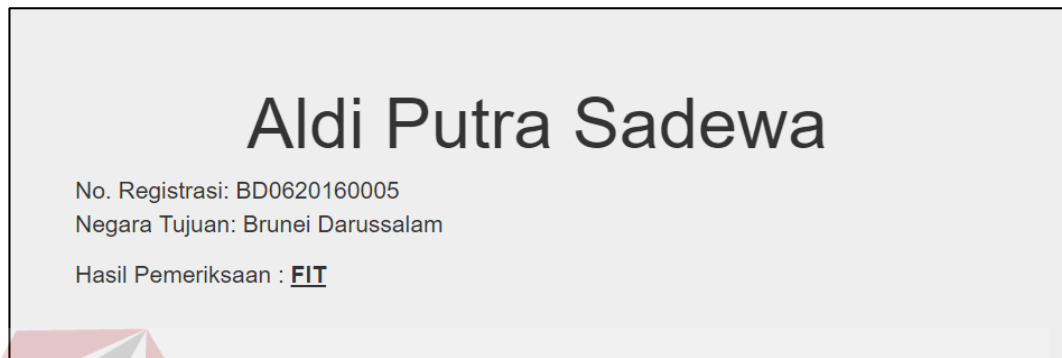 Aldi Putra Sadewa
No. Registrasi: BD0620160005
Negara Tujuan: Brunei Darussalam
Hasil Pemeriksaan : FIT